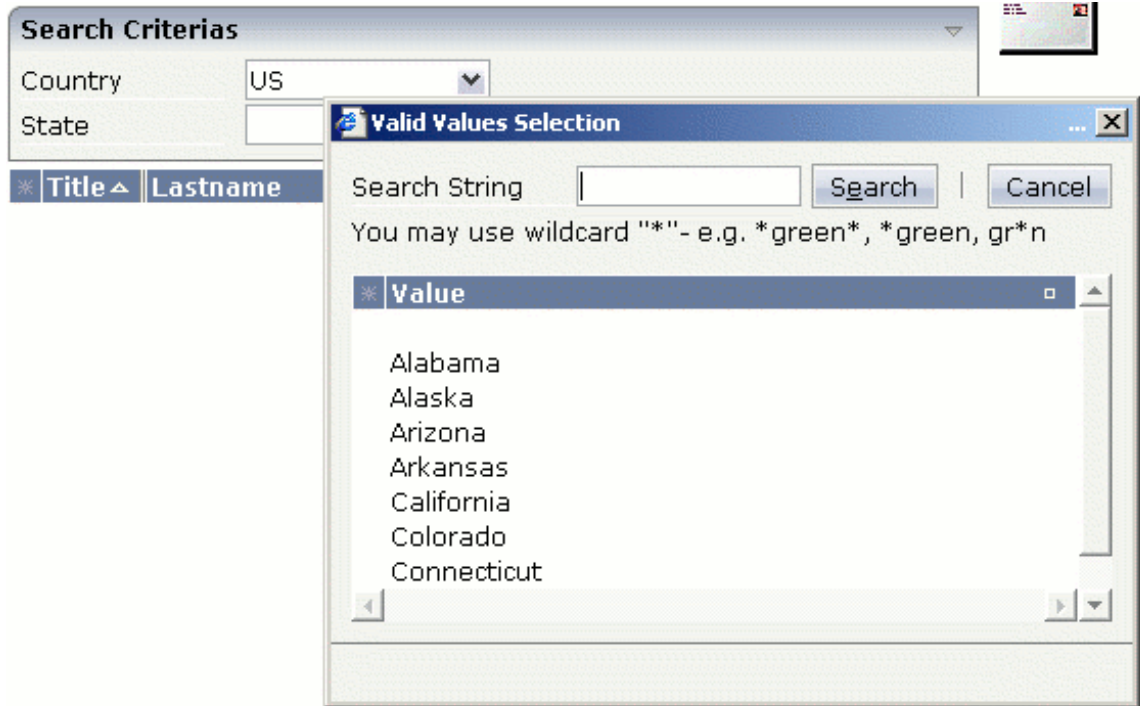 Search Criterias
Country US
State
Title Lastname
Valid Values Selection ...
Search String Search | Cancel
You may use wildcard "*"- e.g. *green*, *green, gr*n
Value
Alabama
Alaska
Arizona
Arkansas
California
Colorado
Connecticut